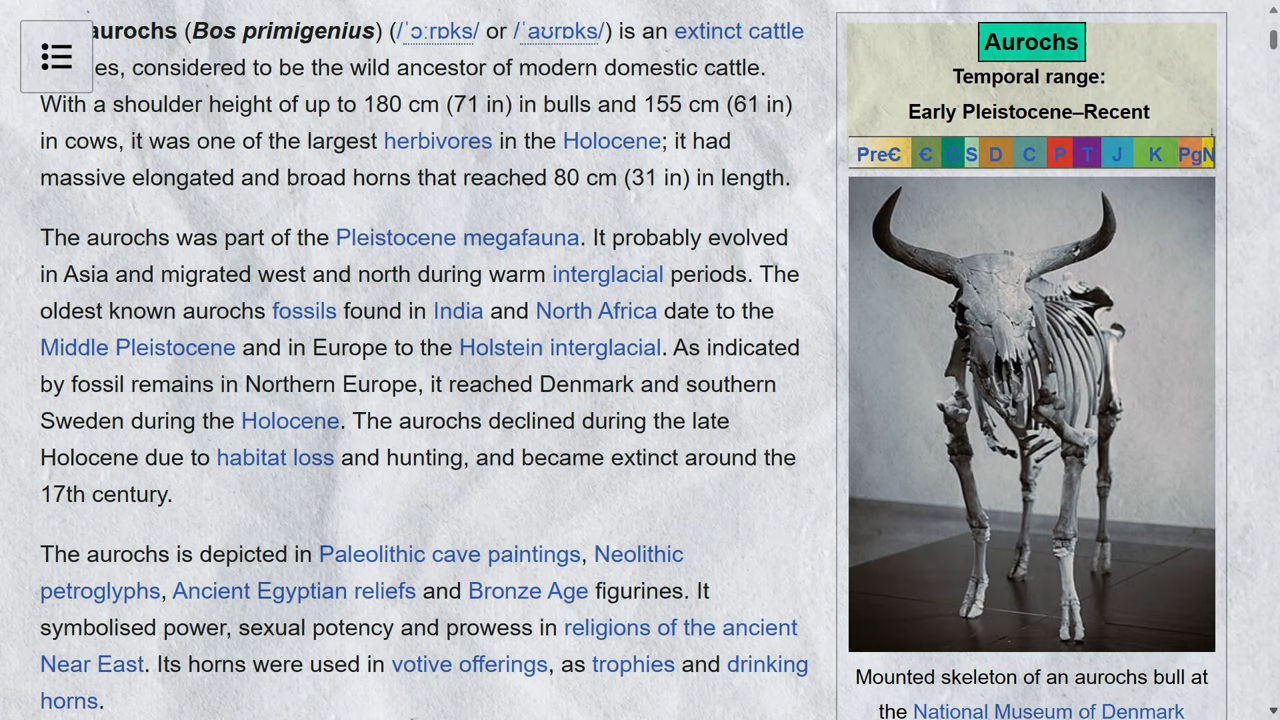 aurochs (Bos primigenius) (/ˈɔːrɒks/ or /ˈaʊrɒks/) is an extinct cattle
es, considered to be the wild ancestor of modern domestic cattle.
With a shoulder height of up to 180 cm (71 in) in bulls and 155 cm (61 in)
in cows, it was one of the largest herbivores in the Holocene; it had
massive elongated and broad horns that reached 80 cm (31 in) in length.
The aurochs was part of the Pleistocene megafauna. It probably evolved
in Asia and migrated west and north during warm interglacial periods. The
oldest known aurochs fossils found in India and North Africa date to the
Middle Pleistocene and in Europe to the Holstein interglacial. As indicated
by fossil remains in Northern Europe, it reached Denmark and southern
Sweden during the Holocene. The aurochs declined during the late
Holocene due to habitat loss and hunting, and became extinct around the
17th century.
The aurochs is depicted in Paleolithic cave paintings, Neolithic
petroglyphs, Ancient Egyptian reliefs and Bronze Age figurines. It
symbolised power, sexual potency and prowess in religions of the ancient
Near East. Its horns were used in votive offerings, as trophies and drinking
horns.
Aurochs
Temporal range:
Early Pleistocene–Recent
↓
PreꞒ Ꞓ O S D C P T J K Pg N
Mounted skeleton of an aurochs bull at
the National Museum of Denmark